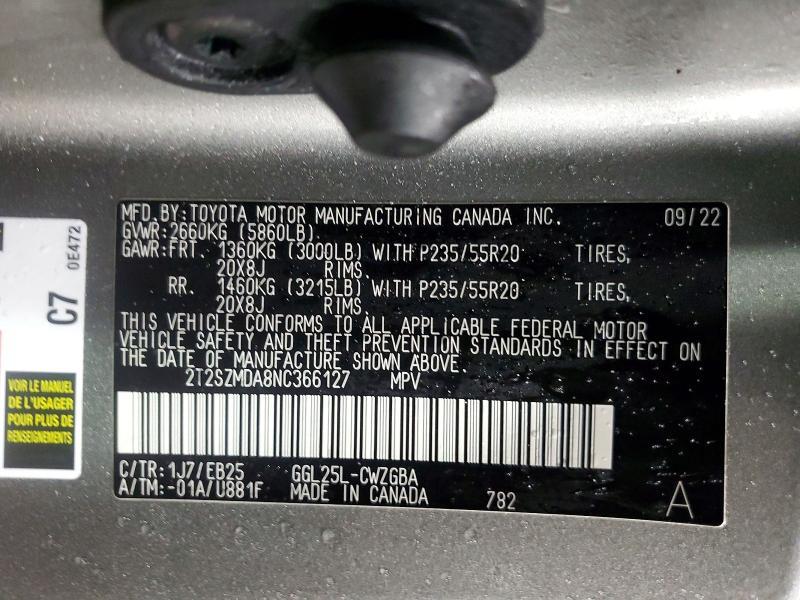 MFD.BY:TOYOTA MOTOR MANUFACTURING CANADA INC. 09/22
GVWR:2660KG (5860LB)
GAWR:FRT. 1360KG (3000LB) WITH P235/55R20 TIRES,
20X8J RIMS.
RR. 1460KG (3215LB) WITH P235/55R20 TIRES,
20X8J RIMS.
THIS VEHICLE CONFORMS TO ALL APPLICABLE FEDERAL MOTOR
VEHICLE SAFETY AND THEFT PREVENTION STANDARDS IN EFFECT ON
THE DATE OF MANUFACTURE SHOWN ABOVE.
2T2SZMDA8NC366127 MPV
C/TR:1J7/EB25 GGL25L-CWZGBA
A/TM:-01A/U881F MADE IN CANADA 782 A
C7 0E472
VOIR LE MANUEL
DE L'USAGER
POUR PLUS DE
RENSEIGNEMENTS